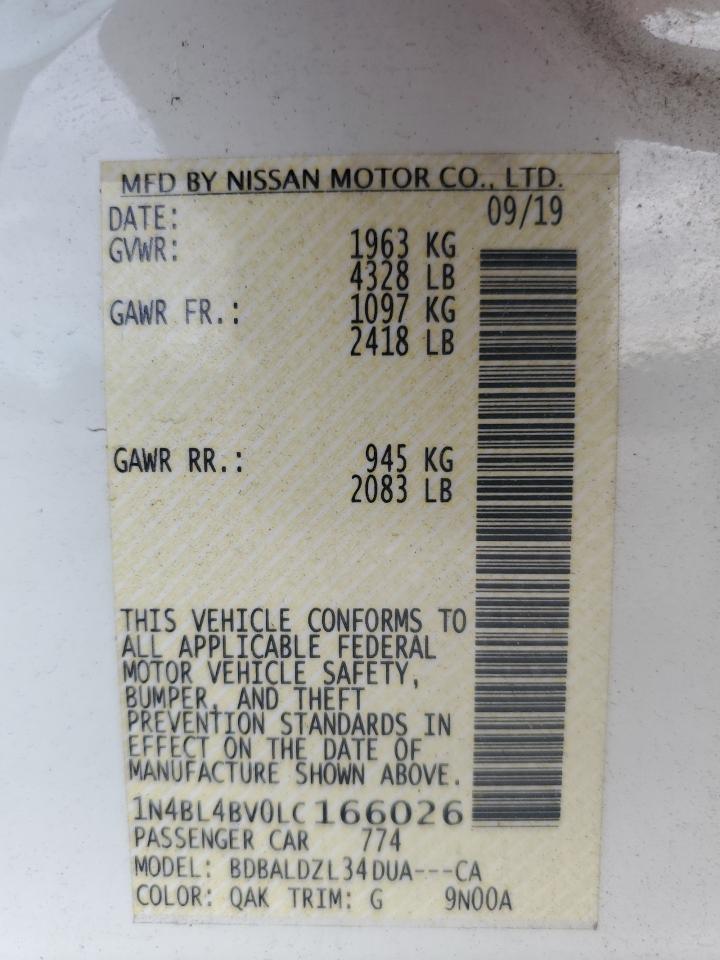 MFD BY NISSAN MOTOR CO., LTD.
DATE: 09/19
GVWR: 1963 KG
4328 LB
GAWR FR.: 1097 KG
2418 LB
GAWR RR.: 945 KG
2083 LB
THIS VEHICLE CONFORMS TO
ALL APPLICABLE FEDERAL
MOTOR VEHICLE SAFETY,
BUMPER, AND THEFT
PREVENTION STANDARDS IN
EFFECT ON THE DATE OF
MANUFACTURE SHOWN ABOVE.
1N4BL4BV0LC166026
PASSENGER CAR 774
MODEL: BDBALDZL34DUA---CA
COLOR: QAK TRIM: G 9N00A